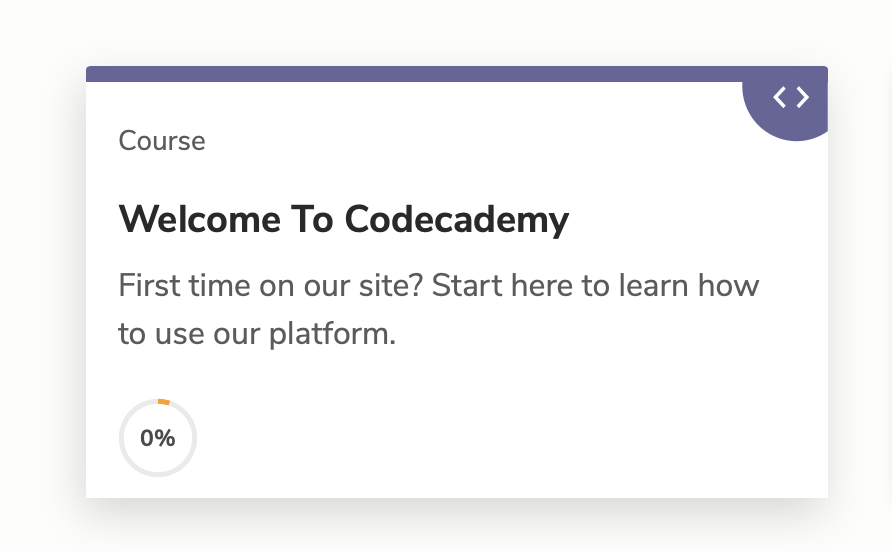 Course
Welcome To Codecademy
First time on our site? Start here to learn how
to use our platform.
0%